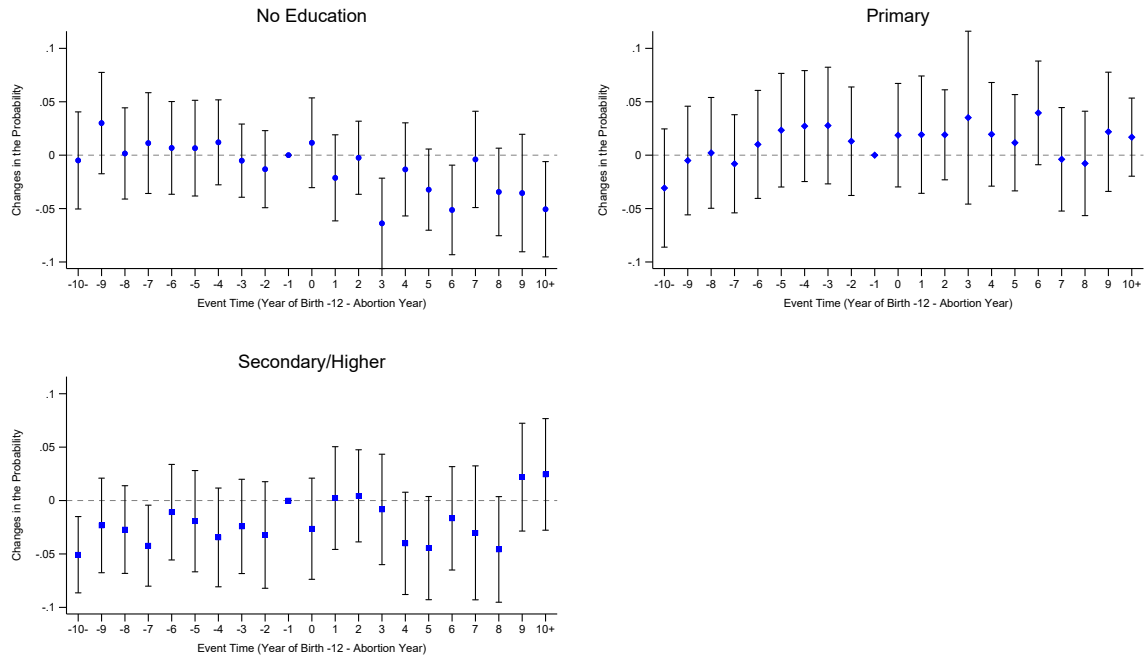 No Education
Changes in the Probability
.1
.05
0
-.05
-.1
-10- -9 -8 -7 -6 -5 -4 -3 -2 -1 0 1 2 3 4 5 6 7 8 9 10+
Event Time (Year of Birth -12 - Abortion Year)
Primary
Changes in the Probability
.1
.05
0
-.05
-.1
-10- -9 -8 -7 -6 -5 -4 -3 -2 -1 0 1 2 3 4 5 6 7 8 9 10+
Event Time (Year of Birth -12 - Abortion Year)
Secondary/Higher
Changes in the Probability
.1
.05
0
-.05
-.1
-10- -9 -8 -7 -6 -5 -4 -3 -2 -1 0 1 2 3 4 5 6 7 8 9 10+
Event Time (Year of Birth -12 - Abortion Year)